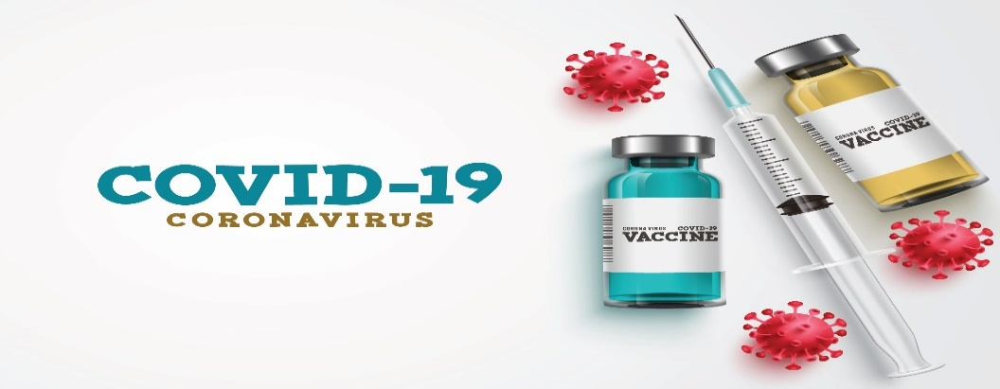 COVID-19
CORONAVIRUS
CORONA VIRUS COVID-19
VACCINE
CORONA VIRUS COVID-19
VACCINE